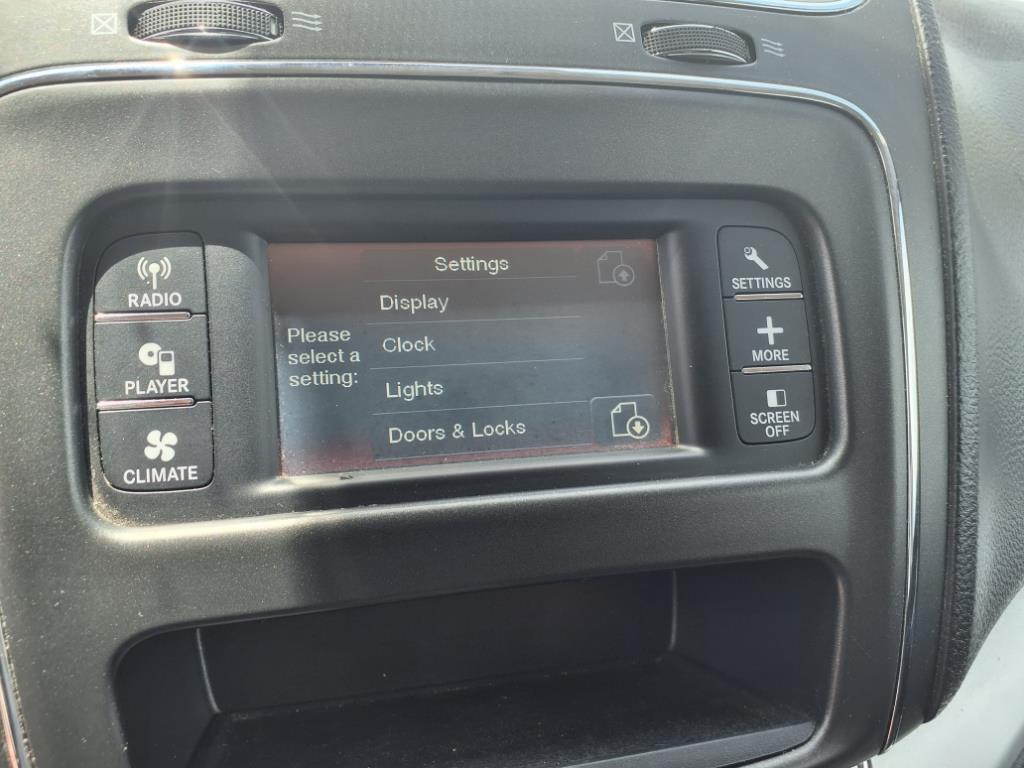 RADIO
PLAYER
CLIMATE
Settings
Please
select a
setting:
Display
Clock
Lights
Doors & Locks
SETTINGS
MORE
SCREEN
OFF